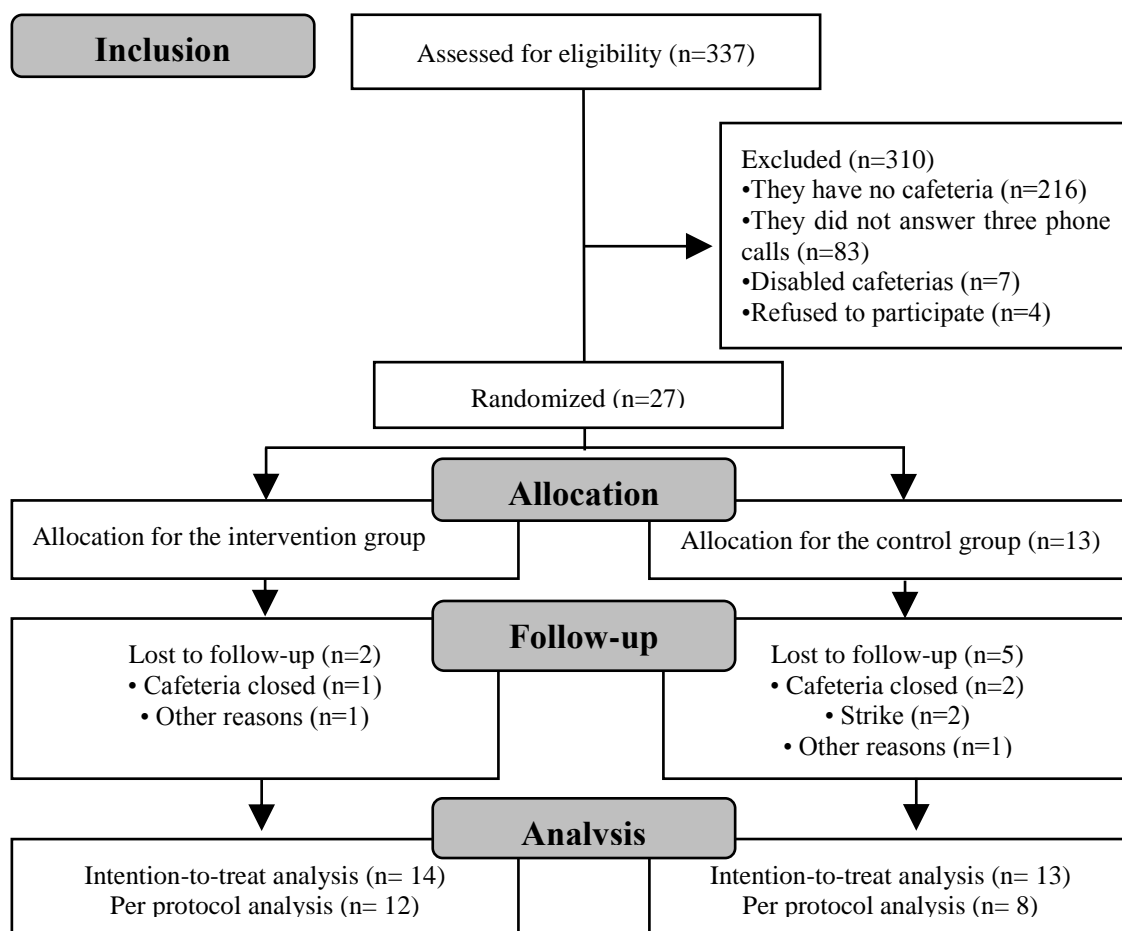 Inclusion
Assessed for eligibility (n=337)
Excluded (n=310)
•They have no cafeteria (n=216)
•They did not answer three phone
calls (n=83)
•Disabled cafeterias (n=7)
•Refused to participate (n=4)
Randomized (n=27)
Allocation
Allocation for the intervention group
Allocation for the control group (n=13)
Follow-up
Lost to follow-up (n=2)
• Cafeteria closed (n=1)
• Other reasons (n=1)
Lost to follow-up (n=5)
• Cafeteria closed (n=2)
• Strike (n=2)
• Other reasons (n=1)
Analysis
Intention-to-treat analysis (n= 14)
Per protocol analysis (n= 12)
Intention-to-treat analysis (n= 13)
Per protocol analysis (n= 8)